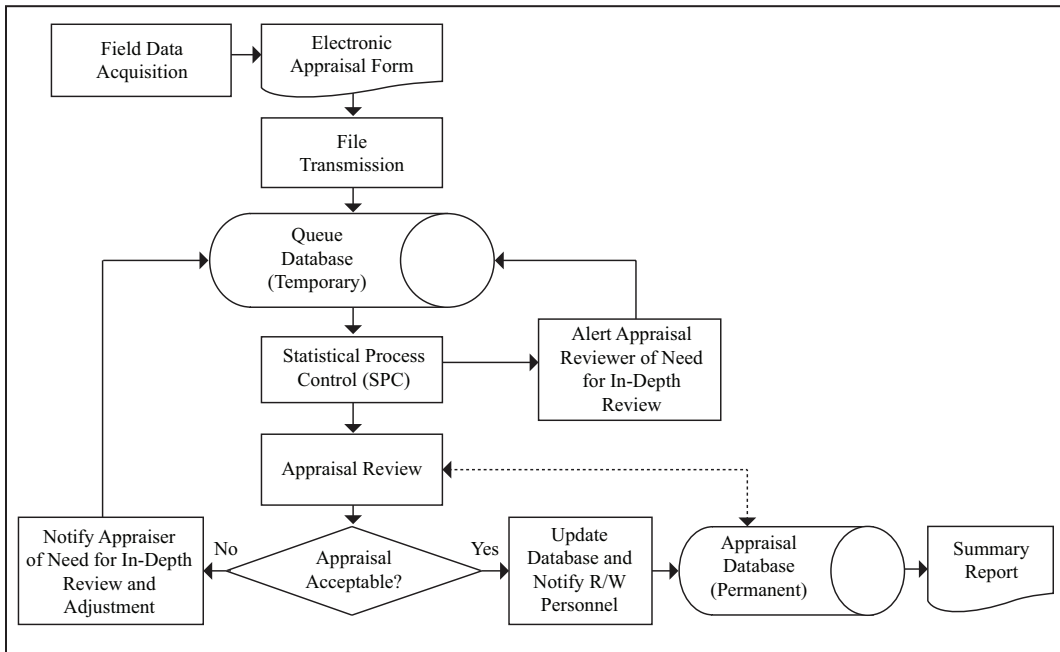 Field Data
Acquisition
Electronic
Appraisal Form
File
Transmission
Queue
Database
(Temporary)
Statistical Process
Control (SPC)
Alert Appraisal
Reviewer of Need
for In-Depth
Review
Appraisal Review
Notify Appraiser
of Need for In-Depth
Review and
Adjustment
No
Appraisal
Acceptable?
Yes
Update
Database and
Notify R/W
Personnel
Appraisal
Database
(Permanent)
Summary
Report